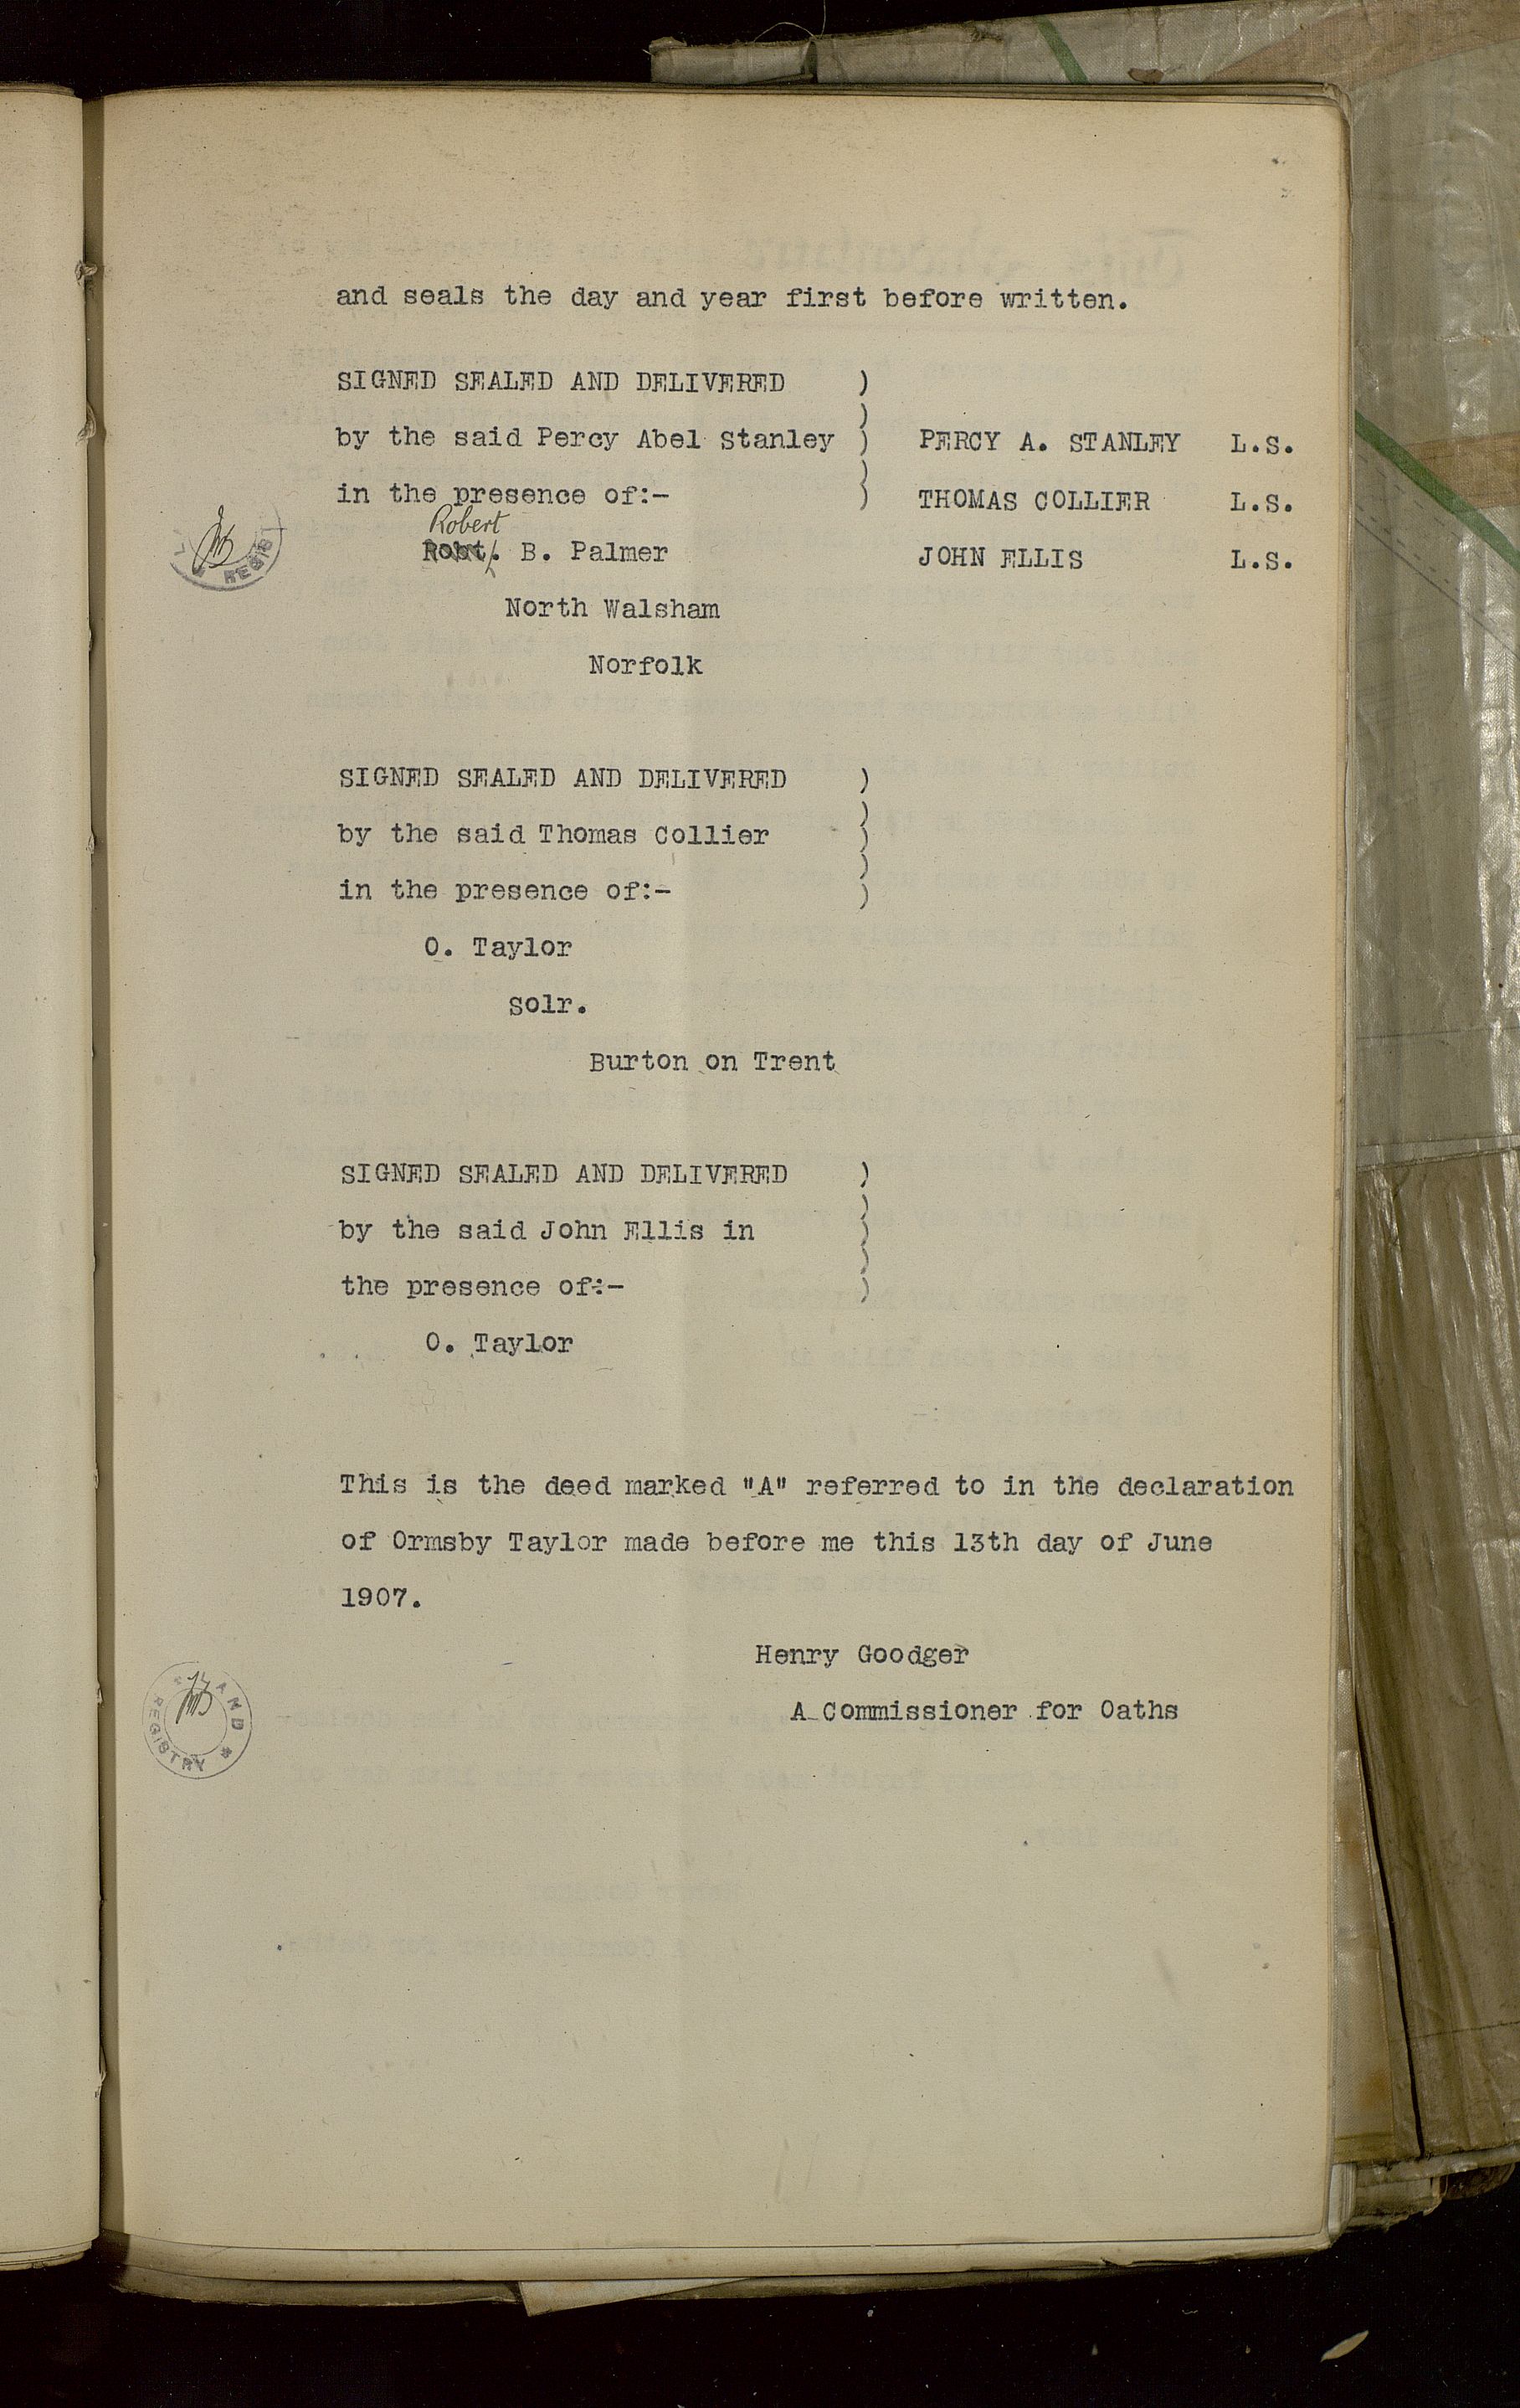 and seals the day and year first before written.
SIGNED SEALED AND DELIVERED )
)
by the said Percy Abel Stanley ) PERCY A. STANLEY L.S.
)
in the presence of:- ) THOMAS COLLIER L.S.
Robert
Robt. B. Palmer JOHN ELLIS L.S.
North Walsham
Norfolk
SIGNED SEALED AND DELIVERED )
)
by the said Thomas Collier )
)
in the presence of:- )
O. Taylor
Solr.
Burton on Trent
SIGNED SEALED AND DELIVERED )
)
by the said John Ellis in )
)
the presence of:- )
O. Taylor
This is the deed marked "A" referred to in the declaration
of Ormsby Taylor made before me this 13th day of June
1907.
Henry Goodger
A Commissioner for Oaths
REGI
AND
REGISTRY